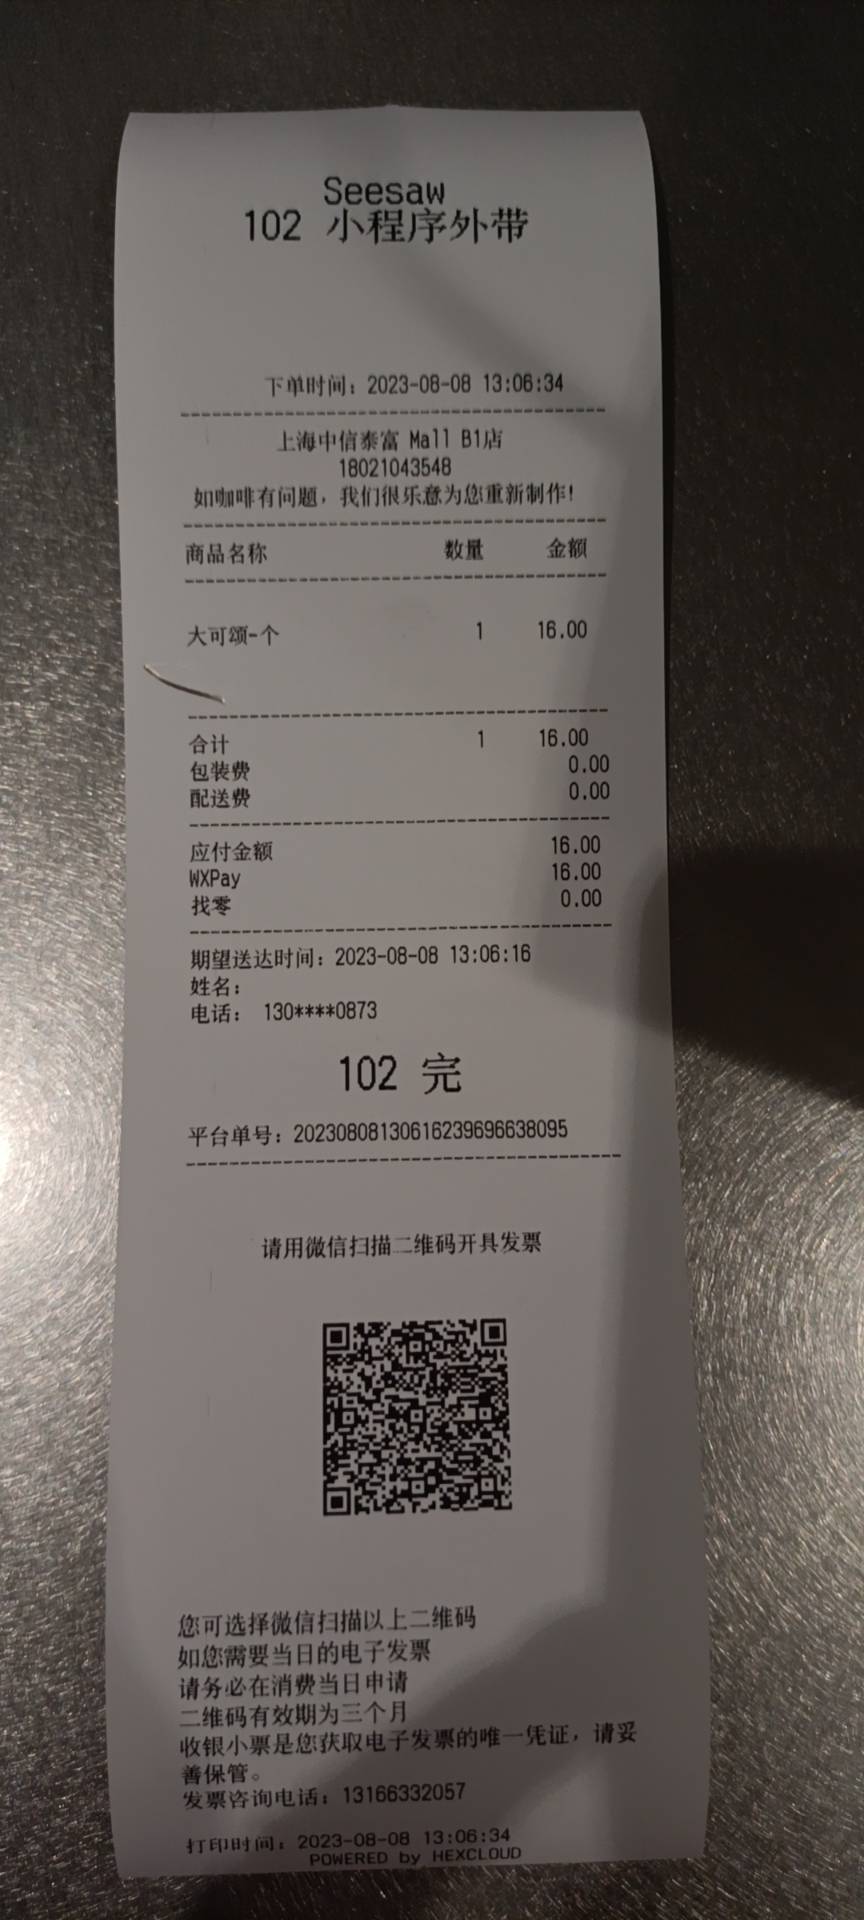 Seesaw
102 小程序外带
下单时间：2023-08-08 13:06:34
上海中信泰富 Mall B1店
18021043548
如咖啡有问题，我们很乐意为您重新制作！
商品名称 数量 金额
大可颂-个 1 16.00
合计 1 16.00
包装费 0.00
配送费 0.00
应付金额 16.00
WXPay 16.00
找零 0.00
期望送达时间：2023-08-08 13:06:16
姓名：
电话： 130****0873
102 完
平台单号：20230808130616239696638095
请用微信扫描二维码开具发票
您可选择微信扫描以上二维码
如您需要当日的电子发票
请务必在消费当日申请
二维码有效期为三个月
收银小票是您获取电子发票的唯一凭证，请妥
善保管。
发票咨询电话：13166332057
打印时间：2023-08-08 13:06:34
POWERED by HEXCLOUD